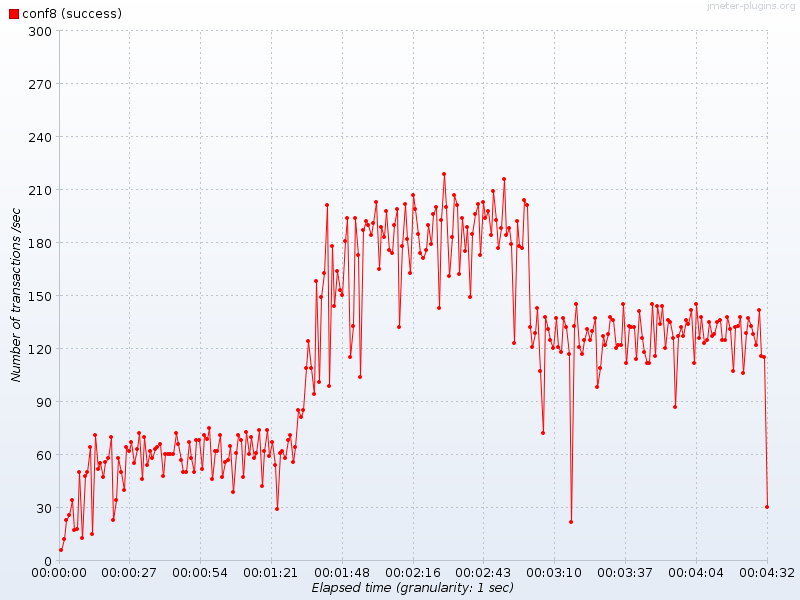 jmeter-plugins.org
conf8 (success)
300
270
240
210
180
150
120
90
60
30
0
Number of transactions /sec
00:00:00 00:00:27 00:00:54 00:01:21 00:01:48 00:02:16 00:02:43 00:03:10 00:03:37 00:04:04 00:04:32
Elapsed time (granularity: 1 sec)